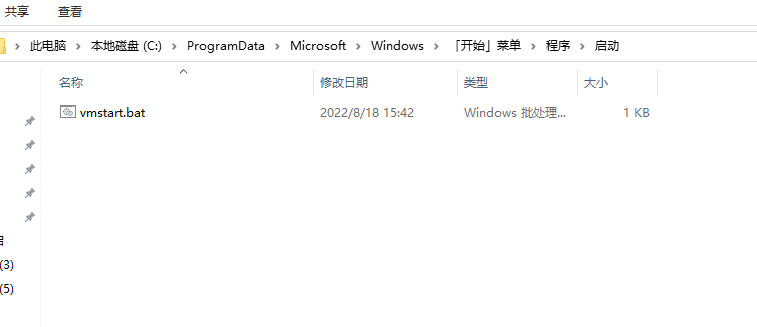 共享 查看
此电脑 › 本地磁盘 (C:) › ProgramData › Microsoft › Windows › 「开始」菜单 › 程序 › 启动
名称 修改日期 类型 大小
vmstart.bat 2022/8/18 15:42 Windows 批处理... 1 KB
(3)
(5)